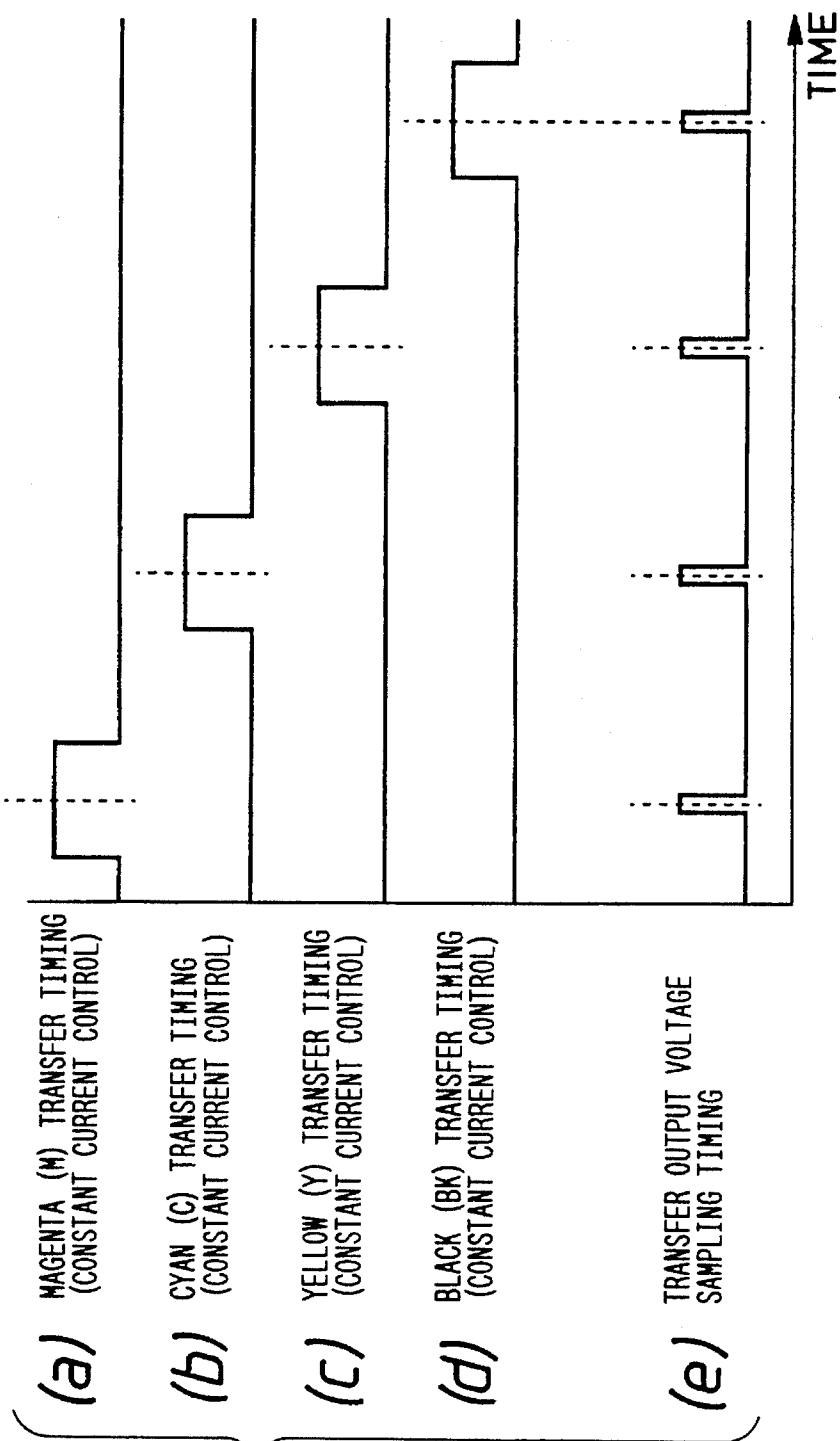 (a) MAGENTA (M) TRANSFER TIMING
(CONSTANT CURRENT CONTROL)
(b) CYAN (C) TRANSFER TIMING
(CONSTANT CURRENT CONTROL)
(c) YELLOW (Y) TRANSFER TIMING
(CONSTANT CURRENT CONTROL)
(d) BLACK (BK) TRANSFER TIMING
(CONSTANT CURRENT CONTROL)
(e) TRANSFER OUTPUT VOLTAGE
SAMPLING TIMING
TIME